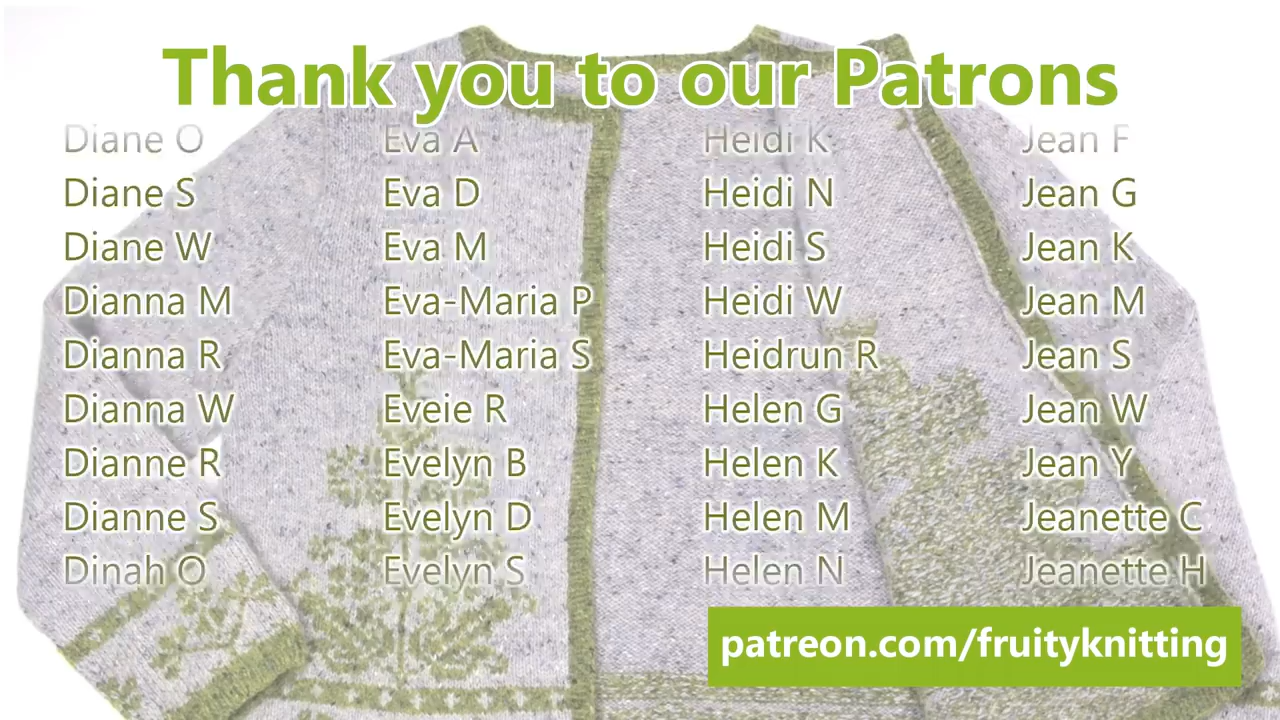 Thank you to our Patrons
Diane O
Diane S
Diane W
Dianna M
Dianna R
Dianna W
Dianne R
Dianne S
Dinah O
Eva A
Eva D
Eva M
Eva-Maria P
Eva-Maria S
Eveie R
Evelyn B
Evelyn D
Evelyn S
Heidi K
Heidi N
Heidi S
Heidi W
Heidrun R
Helen G
Helen K
Helen M
Helen N
Jean F
Jean G
Jean K
Jean M
Jean S
Jean W
Jean Y
Jeanette C
Jeanette H
patreon.com/fruityknitting